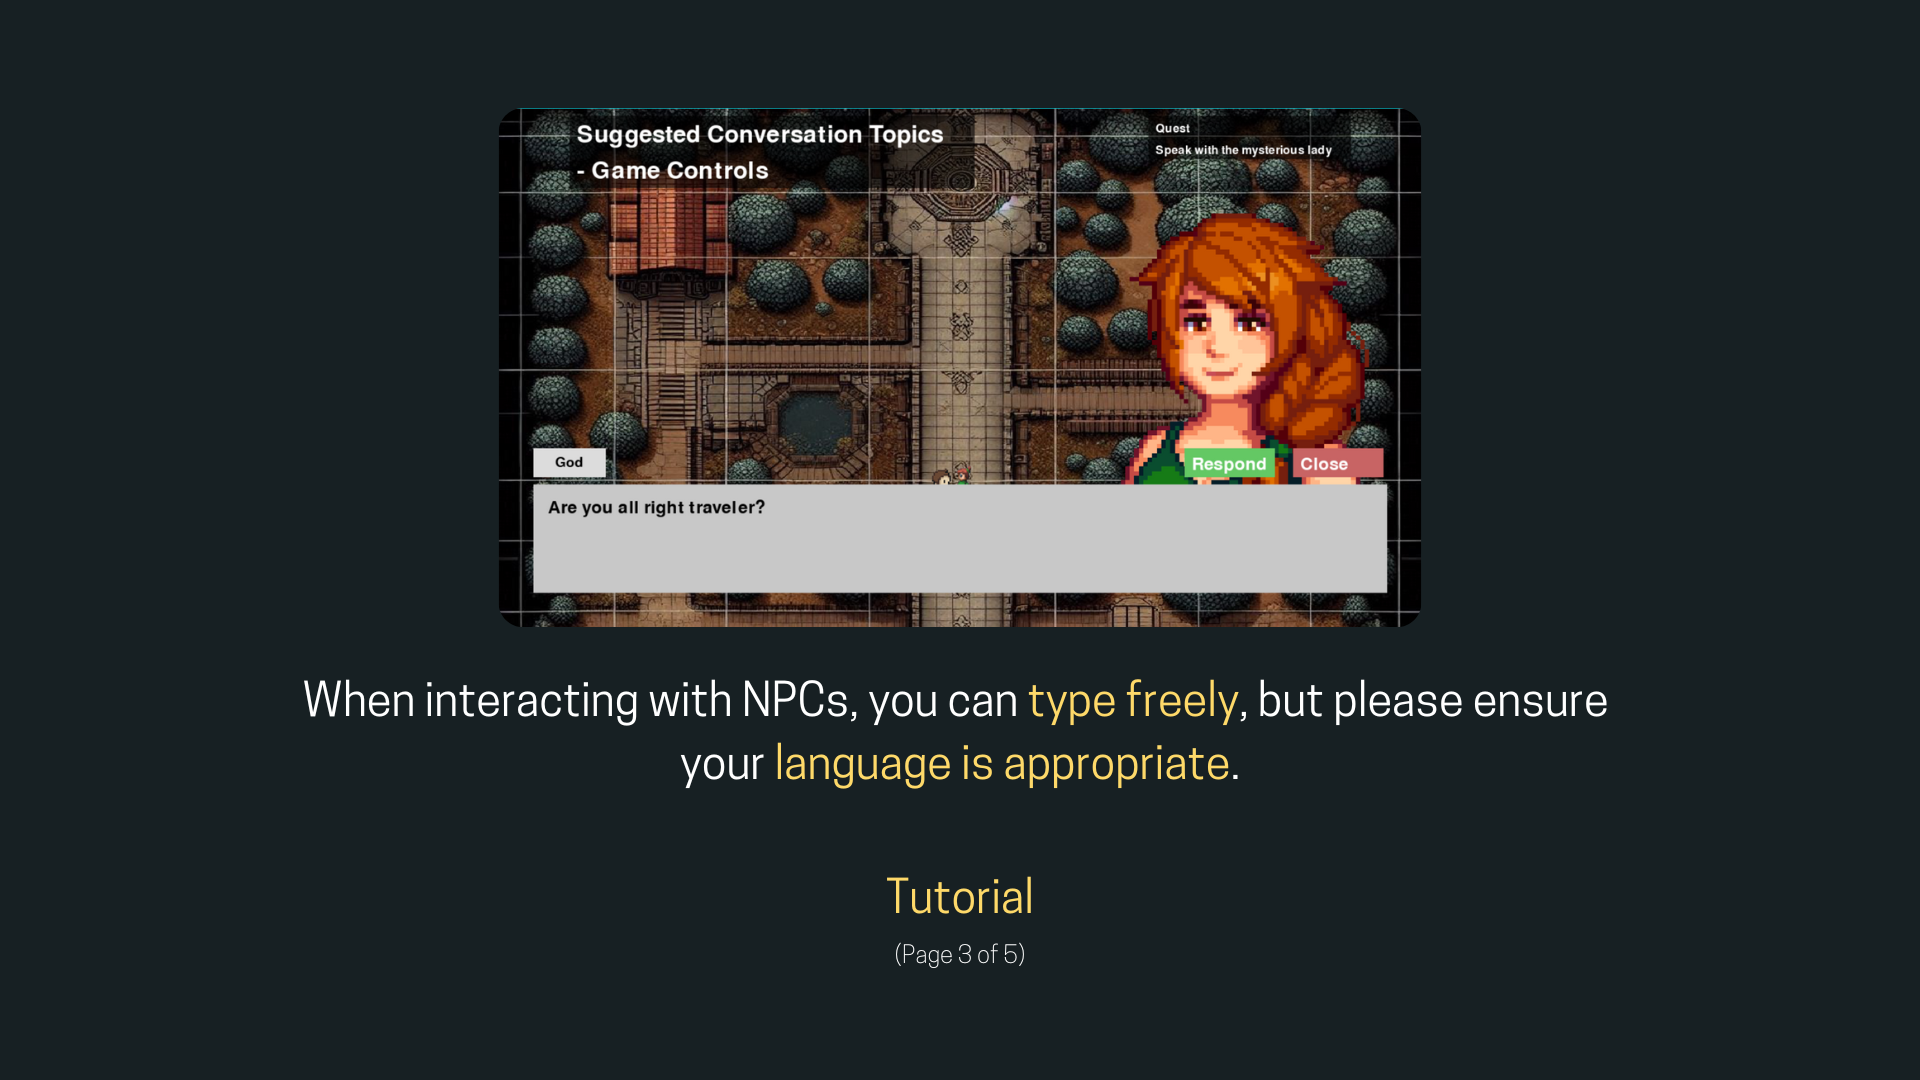 Suggested Conversation Topics
- Game Controls
Quest
Speak with the mysterious lady
God
Respond
Close
Are you all right traveler?
When interacting with NPCs, you can type freely, but please ensure
your language is appropriate.
Tutorial
(Page 3 of 5)